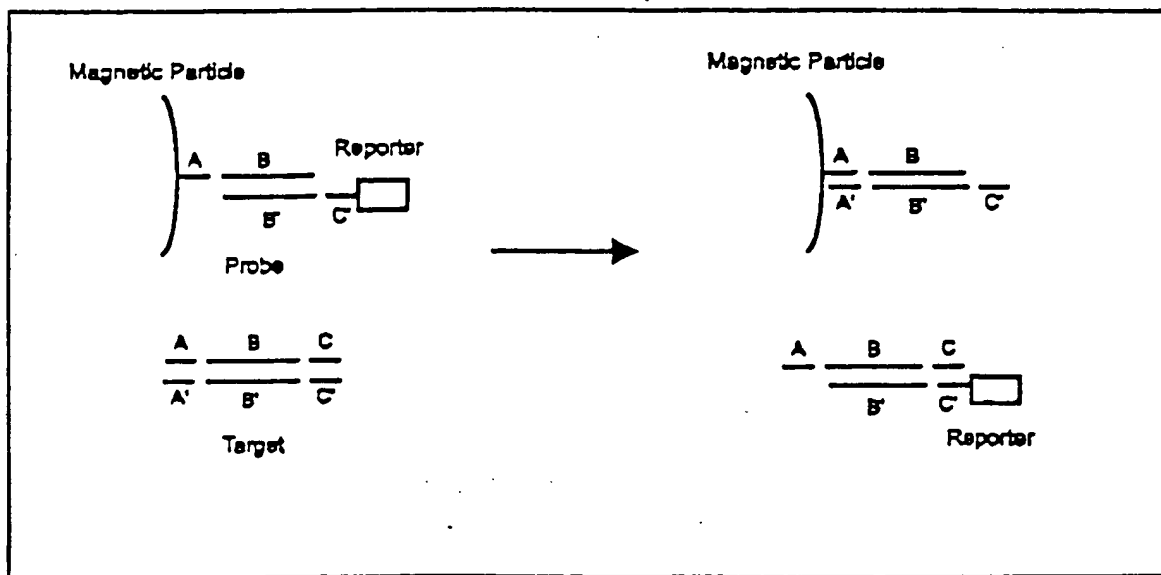 Magnetic Particle
Magnetic Particle
A B Reporter
B' C'
Probe
A B
A' B' C'
A B C
A' B' C'
Target
A B C
B' C'
Reporter